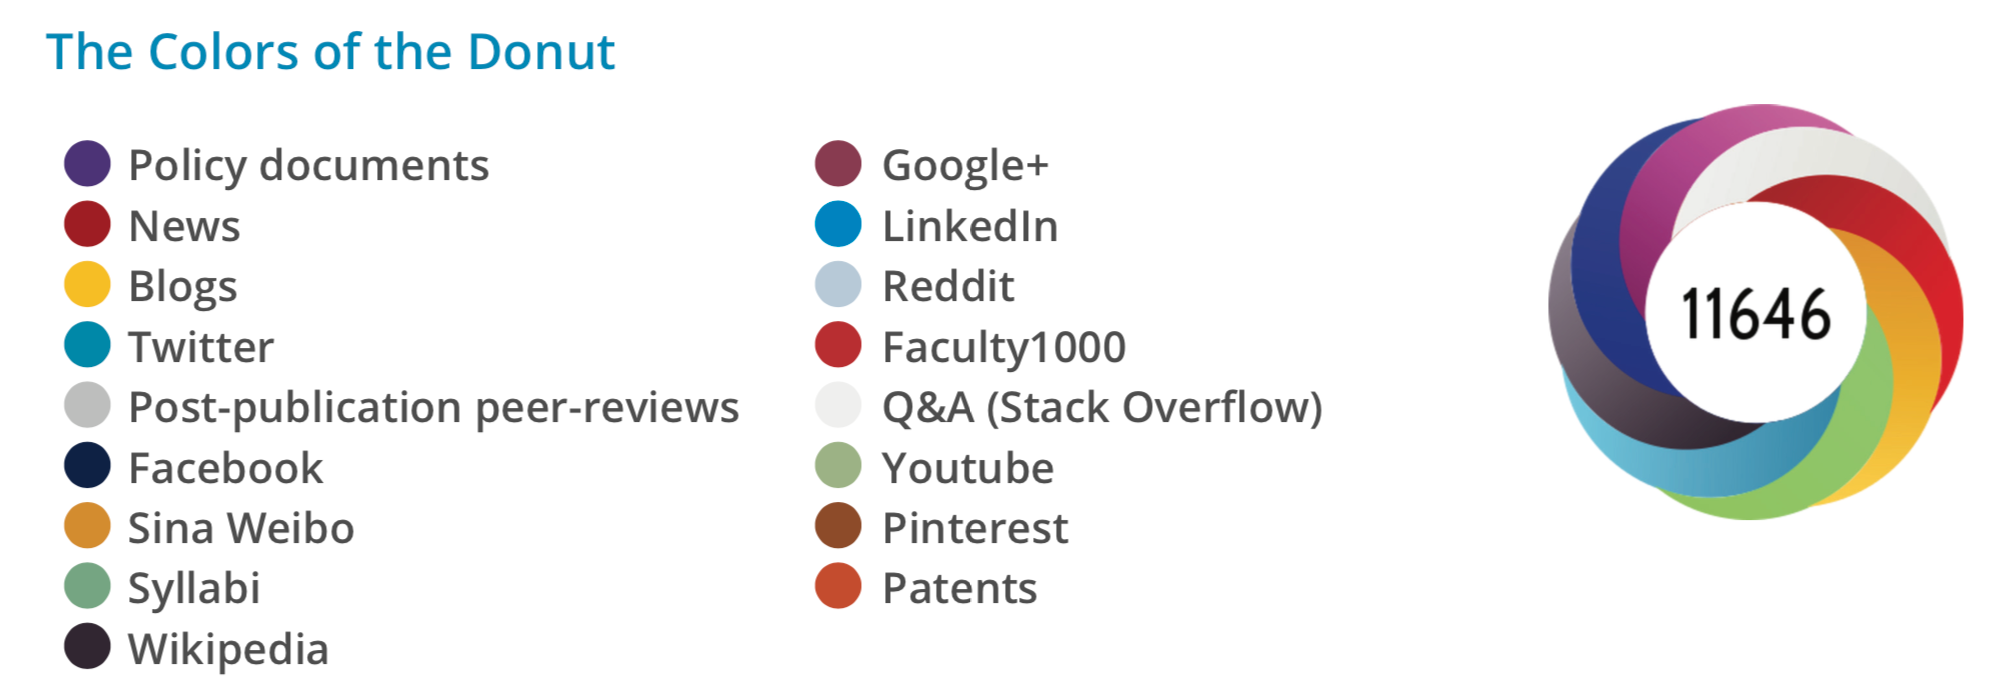 The Colors of the Donut
Policy documents
News
Blogs
Twitter
Post-publication peer-reviews
Facebook
Sina Weibo
Syllabi
Wikipedia
Google+
LinkedIn
Reddit
Faculty1000
Q&A (Stack Overflow)
Youtube
Pinterest
Patents
11646